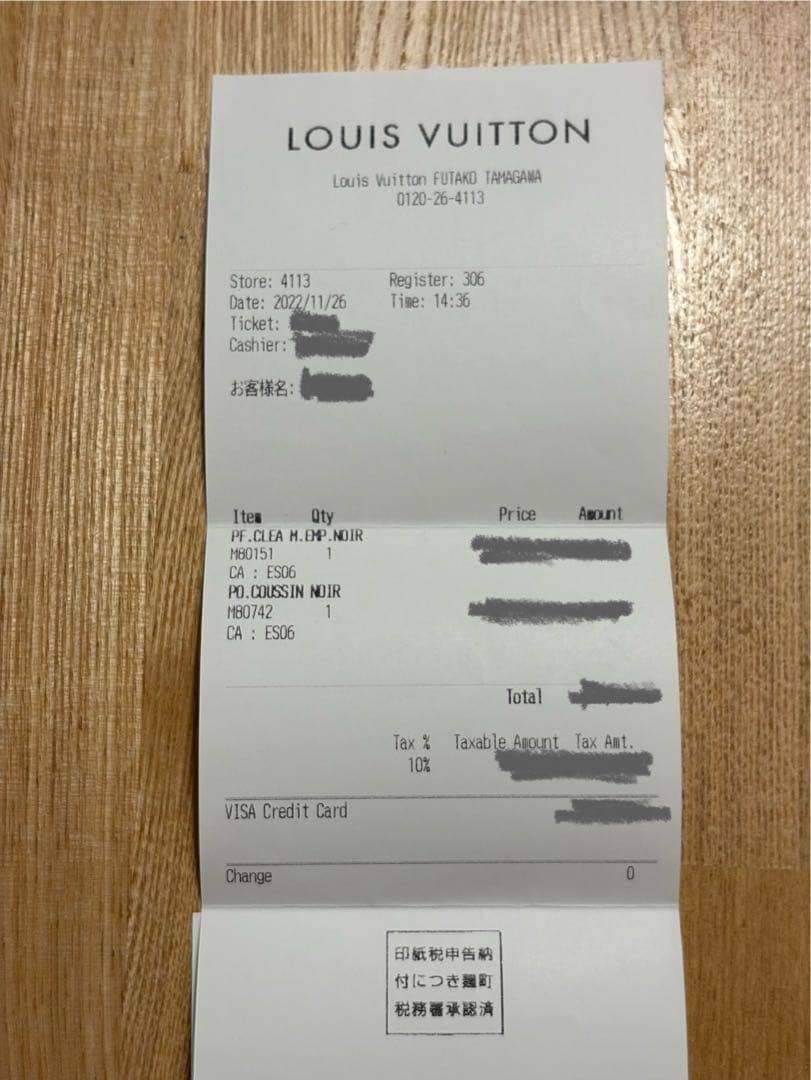 LOUIS VUITTON
Louis Vuitton FUTAKO TAMAGAWA
0120-26-4113
Store: 4113 Register: 306
Date: 2022/11/26 Time: 14:36
Ticket:
Cashier:
お客様名:
Item Qty Price Amount
PF.CLEA M.EMP.NOIR
M80151 1
CA : ES06
PO.COUSSIN NOIR
M80742 1
CA : ES06
Total
Tax % Taxable Amount Tax Amt.
10%
VISA Credit Card
Change 0
印紙税申告納
付につき麹町
税務署承認済